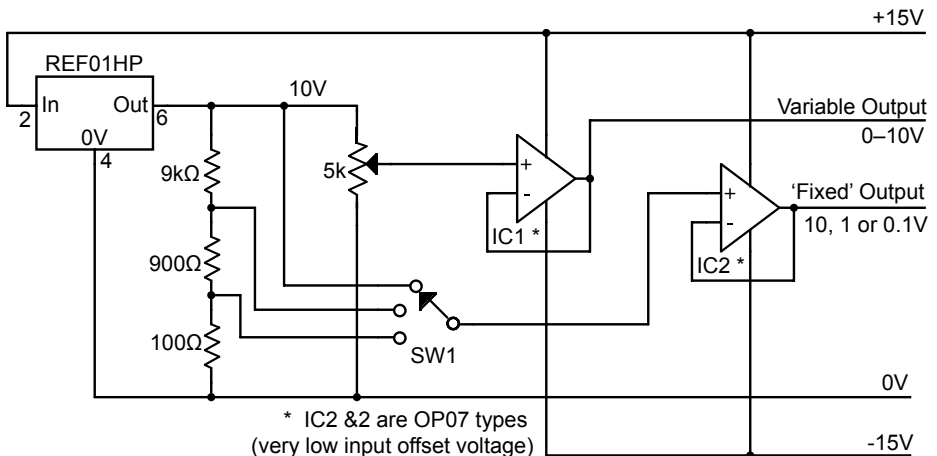 +15V
REF01HP
In
Out
2
6
0V
4
10V
Variable Output
0–10V
9kΩ
5k
+
-
IC1 *
+
-
IC2 *
‘Fixed’ Output
10, 1 or 0.1V
900Ω
100Ω
SW1
0V
* IC2 &2 are OP07 types
(very low input offset voltage)
-15V